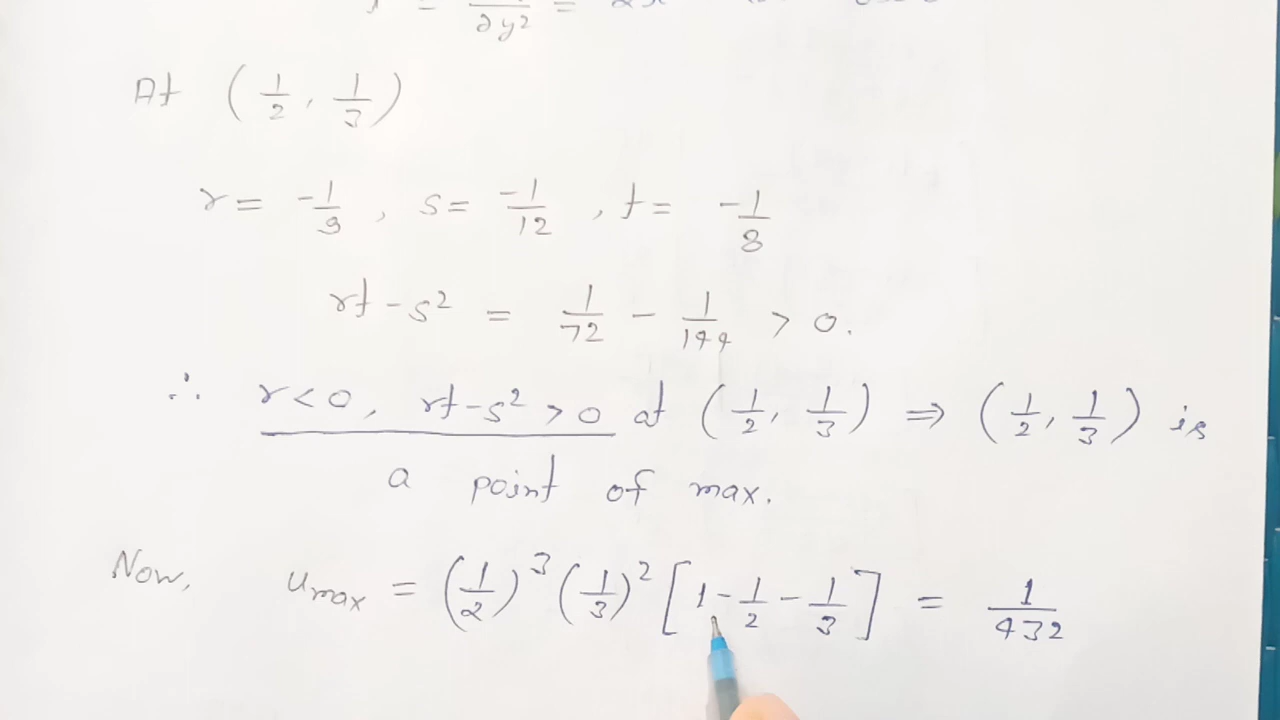 = /∂y² =
At (1/2, 1/3)
r = -1/9, s = -1/12, t = -1/8
rt - s² = 1/72 - 1/144 > 0.
∴ r < 0, rt - s² > 0 at (1/2, 1/3) ⇒ (1/2, 1/3) is
a point of max.
Now, u_max = (1/2)³ (1/3)² [1 - 1/2 - 1/3] = 1/432